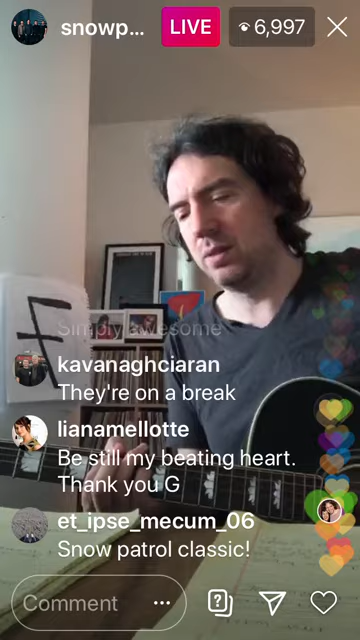 snowp...
LIVE
6,997
Simply awesome
kavanaghciaran
They're on a break
lianamellotte
Be still my beating heart.
Thank you G
et_ipse_mecum_06
Snow patrol classic!
Comment